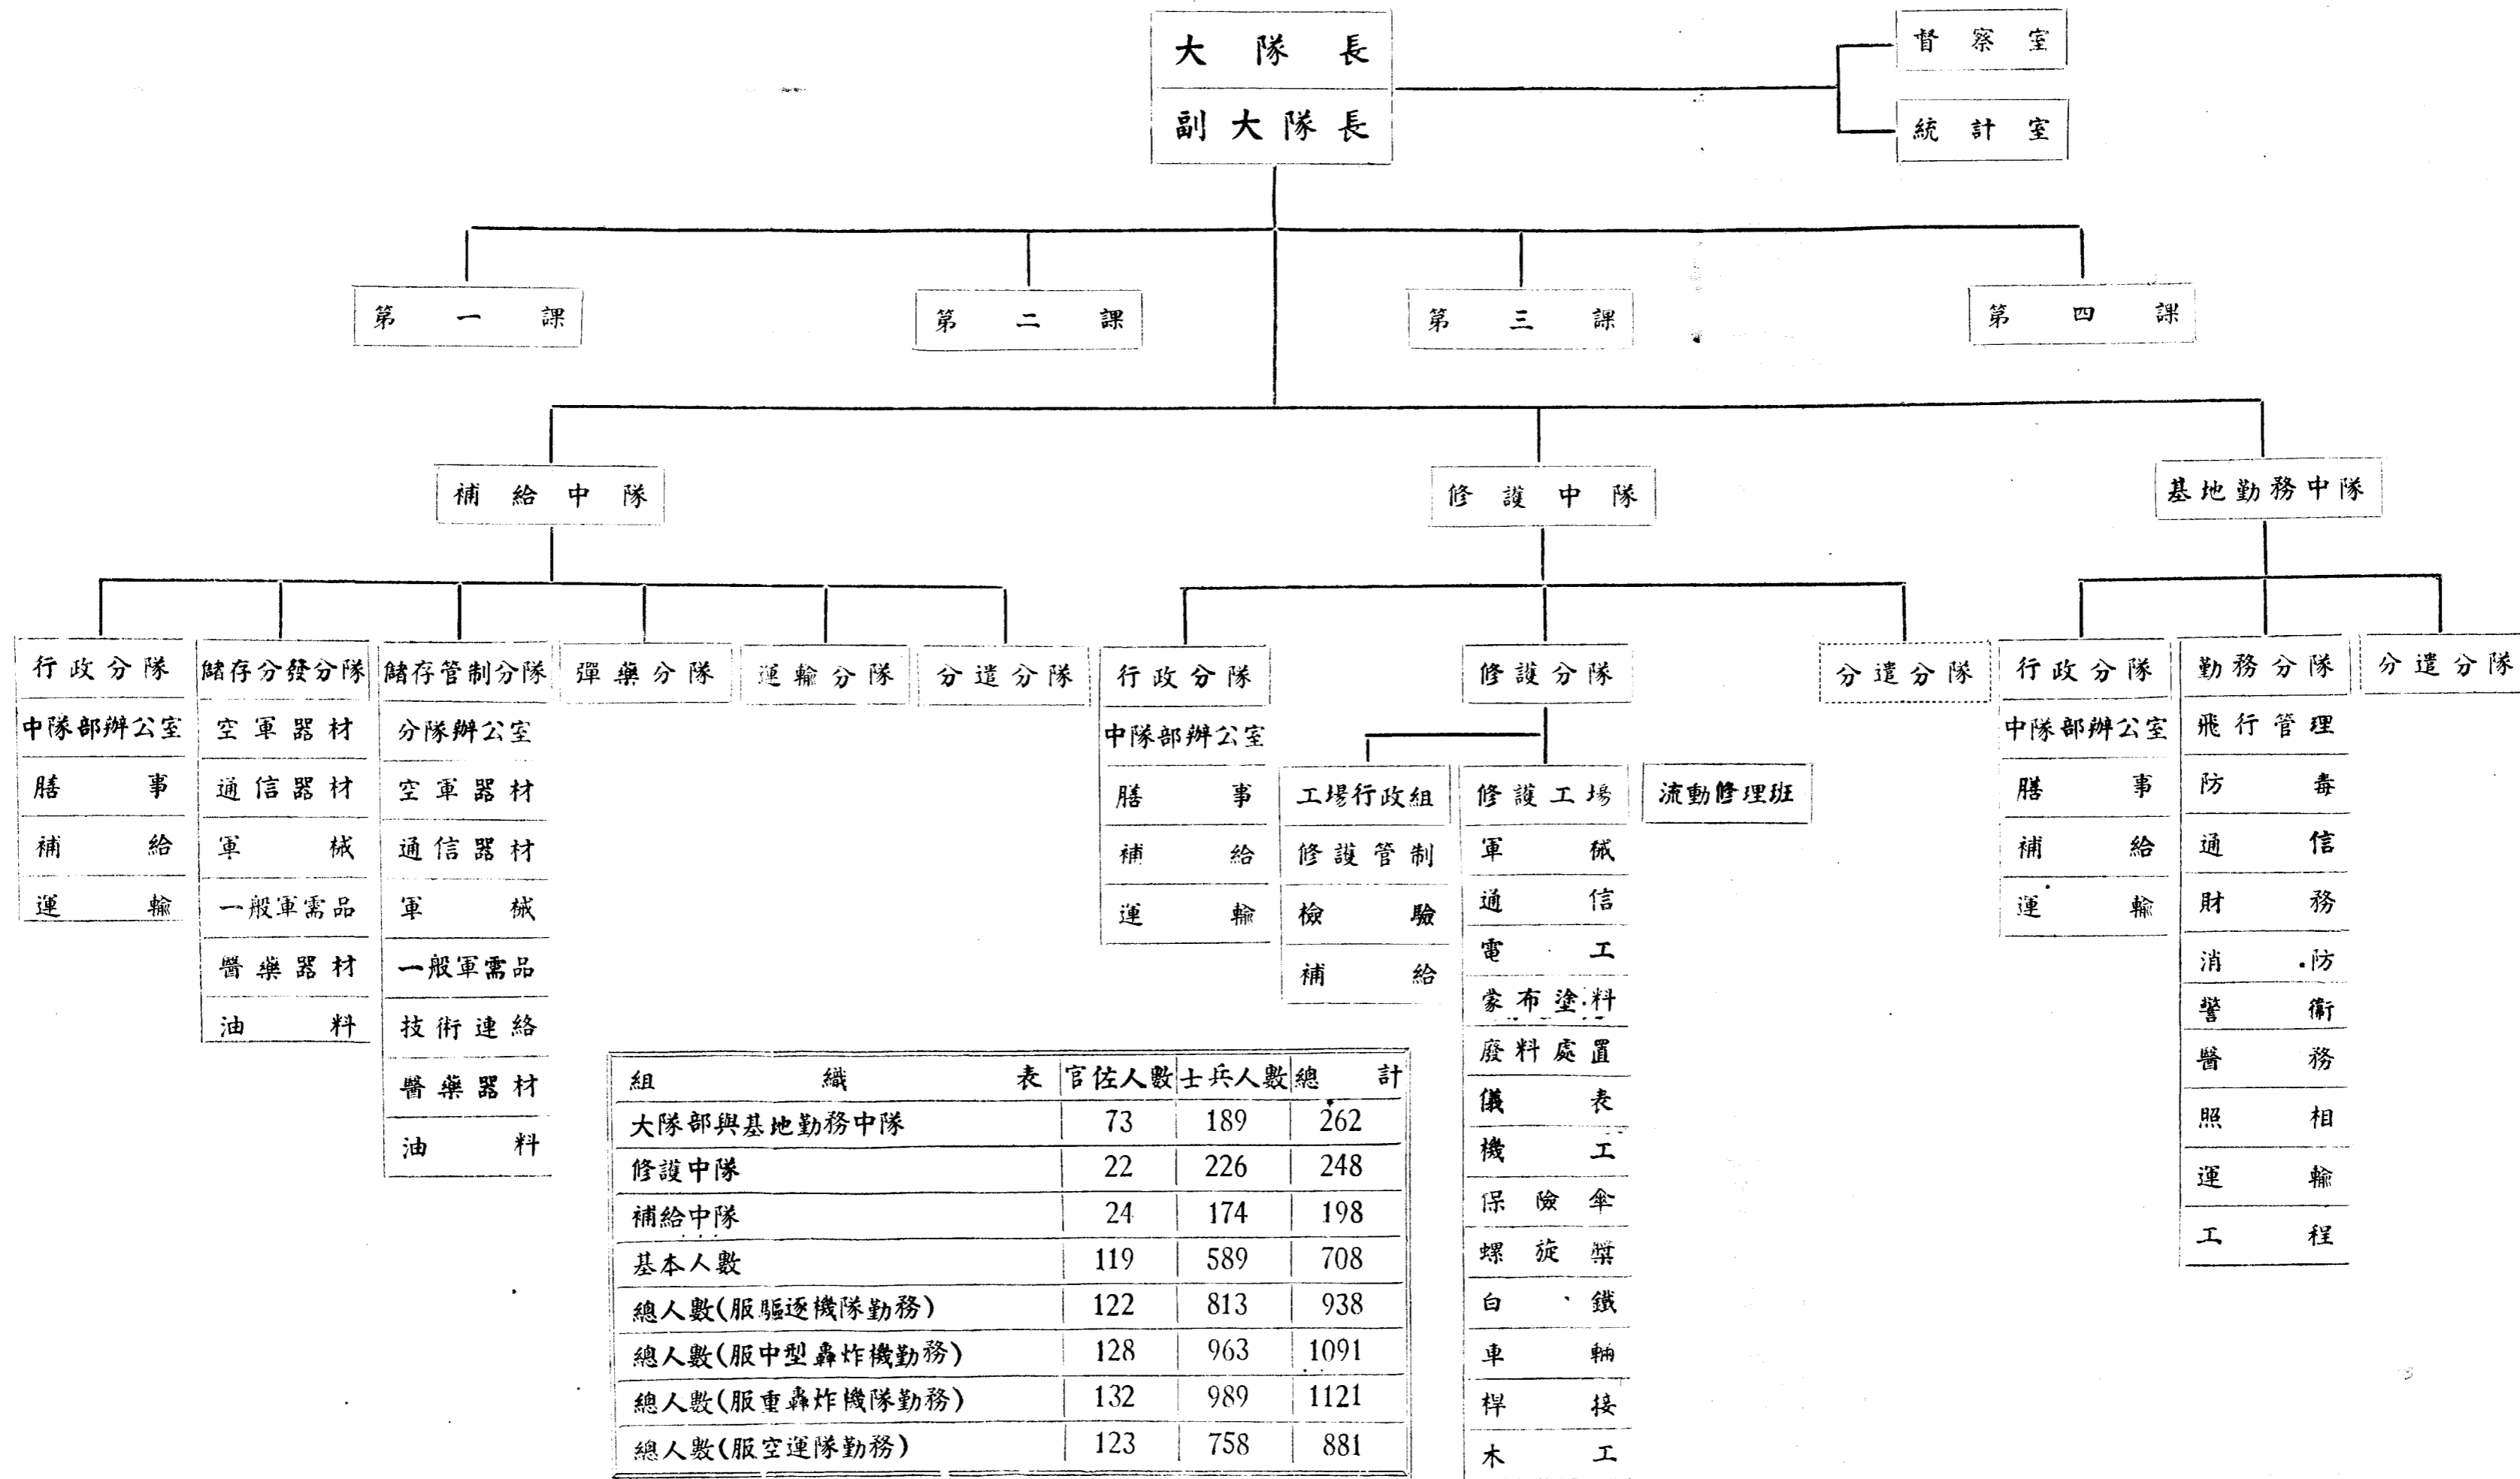 大隊長
副大隊長
督察室
統計室
第一課
第二課
第三課
第四課
補給中隊
修護中隊
基地勤務中隊
行政分隊
中隊部辦公室
膳事
補給
運輸
儲存分發分隊
空軍器材
通信器材
軍械
一般軍需品
醫藥器材
油料
儲存管制分隊
分隊辦公室
空軍器材
通信器材
軍械
一般軍需品
技術連絡
醫藥器材
油料
彈藥分隊
運輸分隊
分遣分隊
行政分隊
中隊部辦公室
膳事
補給
運輸
修護分隊
工場行政組
修護管制
檢驗
補給
修護工場
軍械
通信
電工
蒙布塗料
廢料處置
儀表
機工
保險傘
螺旋槳
白鐵
車輛
桿接
木工
流動修理班
分遣分隊
行政分隊
中隊部辦公室
膳事
補給
運輸
勤務分隊
飛行管理
防毒
通信
財務
消防
警衛
醫務
照相
運輸
工程
分遣分隊
組織表 官佐人數 士兵人數 總計
大隊部與基地勤務中隊 73 189 262
修護中隊 22 226 248
補給中隊 24 174 198
基本人數 119 589 708
總人數(服驅逐機隊勤務) 122 813 938
總人數(服中型轟炸機勤務) 128 963 1091
總人數(服重轟炸機隊勤務) 132 989 1121
總人數(服空運隊勤務) 123 758 881